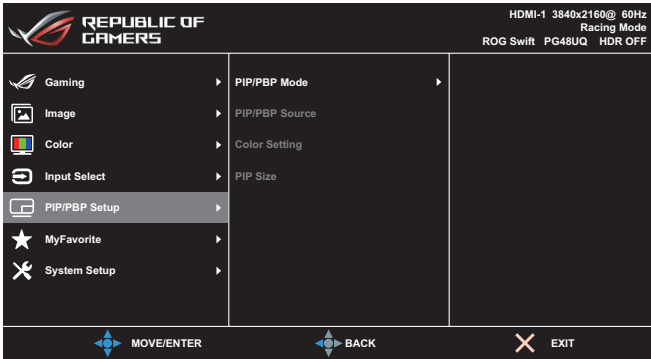 REPUBLIC OF
GAMERS
HDMI-1 3840x2160@ 60Hz
Racing Mode
ROG Swift PG48UQ HDR OFF
Gaming
Image
Color
Input Select
PIP/PBP Setup
MyFavorite
System Setup
PIP/PBP Mode
PIP/PBP Source
Color Setting
PIP Size
MOVE/ENTER
BACK
EXIT